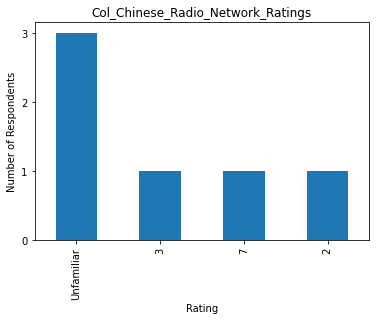 Col_Chinese_Radio_Network_Ratings
Number of Respondents
3
2
1
0
Unfamiliar
3
7
2
Rating